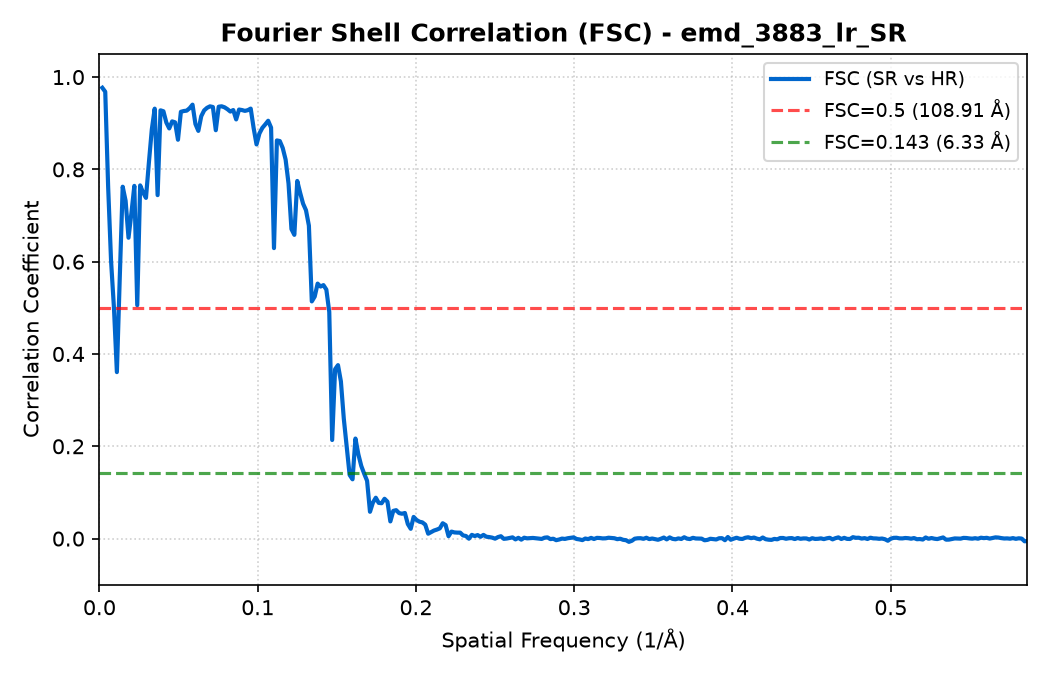 Fourier Shell Correlation (FSC) - emd_3883_lr_SR
FSC (SR vs HR)
FSC=0.5 (108.91 Å)
FSC=0.143 (6.33 Å)
Correlation Coefficient
1.0
0.8
0.6
0.4
0.2
0.0
0.0 0.1 0.2 0.3 0.4 0.5
Spatial Frequency (1/Å)